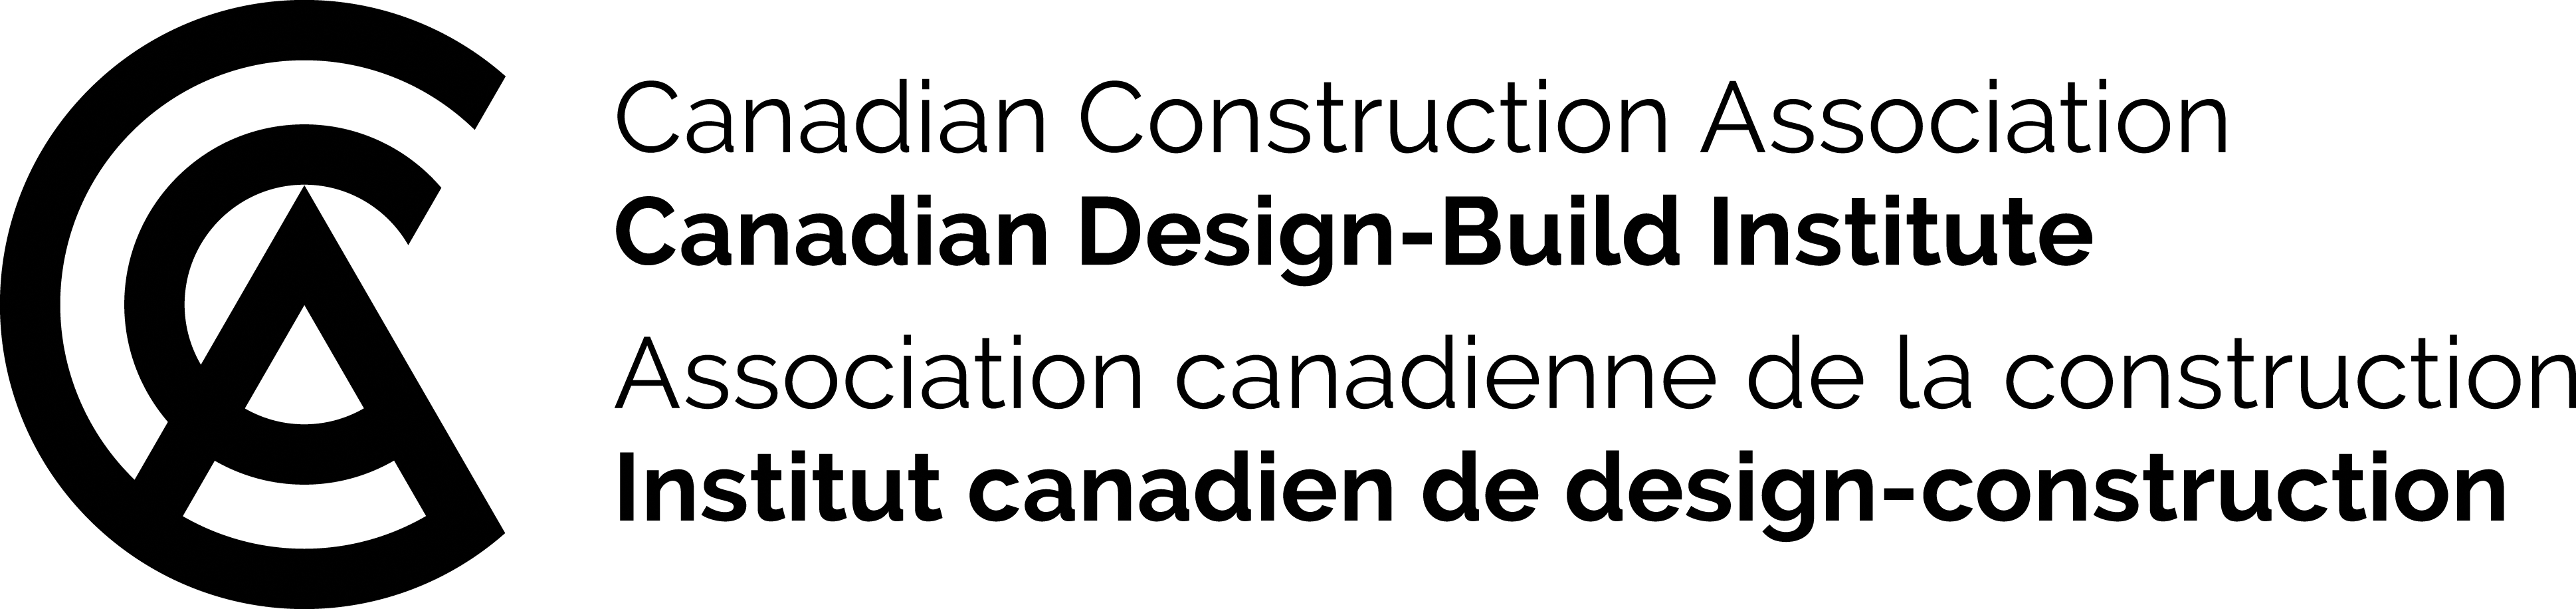 Canadian Construction Association
Canadian Design-Build Institute
Association canadienne de la construction
Institut canadien de design-construction